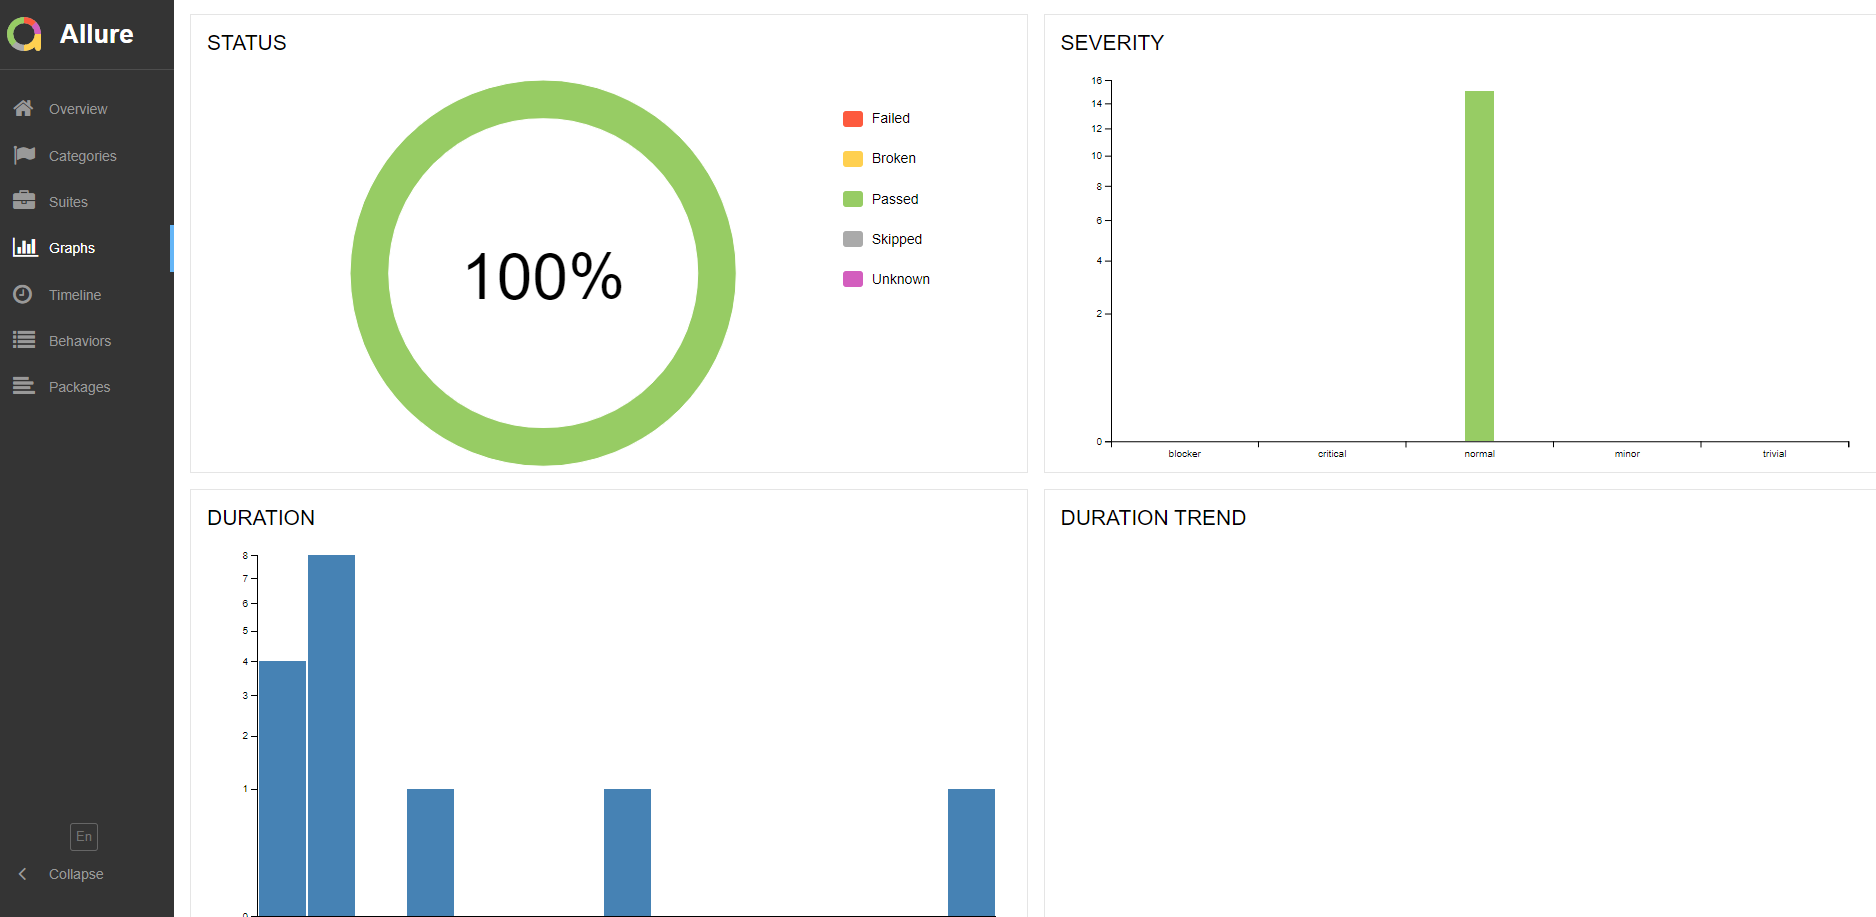 Allure
Overview
Categories
Suites
Graphs
Timeline
Behaviors
Packages
En
Collapse
STATUS
100%
Failed
Broken
Passed
Skipped
Unknown
SEVERITY
16
14
12
10
8
6
4
2
0
blocker critical normal minor trivial
DURATION
8
7
6
5
4
3
2
1
0
DURATION TREND